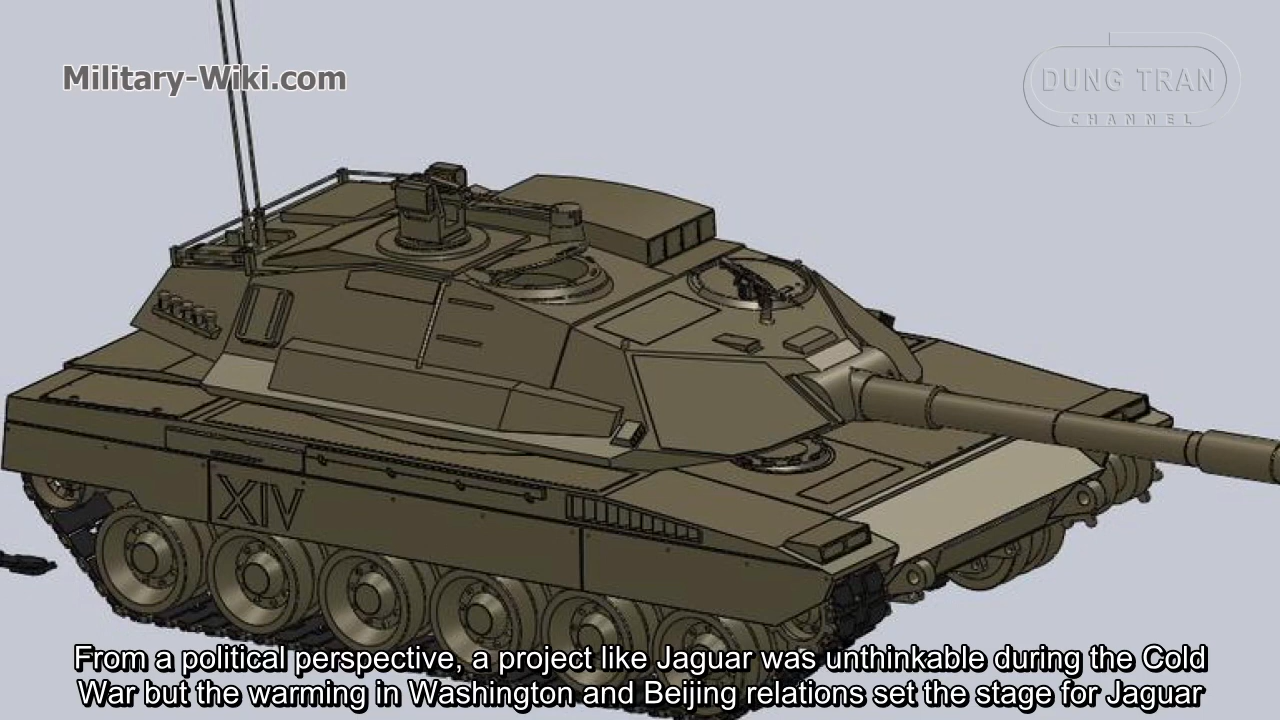 Military-Wiki.com
DUNG TRAN
CHANNEL
XIV
From a political perspective, a project like Jaguar was unthinkable during the Cold
War but the warming in Washington and Beijing relations set the stage for Jaguar